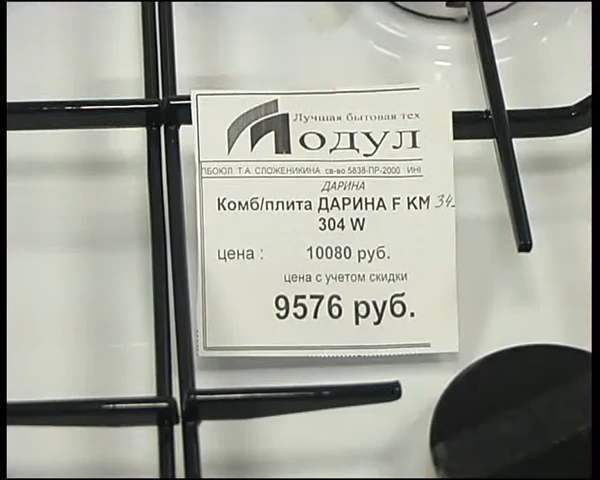 Лучшая бытовая тех
Модул
ПБОЮЛ. Т.А. СЛОЖЕНИКИНА св-во 5838-ПР-2000 ИНН
ДАРИНА
Комб/плита ДАРИНА F KM 34
304 W
цена : 10080 руб.
цена с учетом скидки
9576 руб.